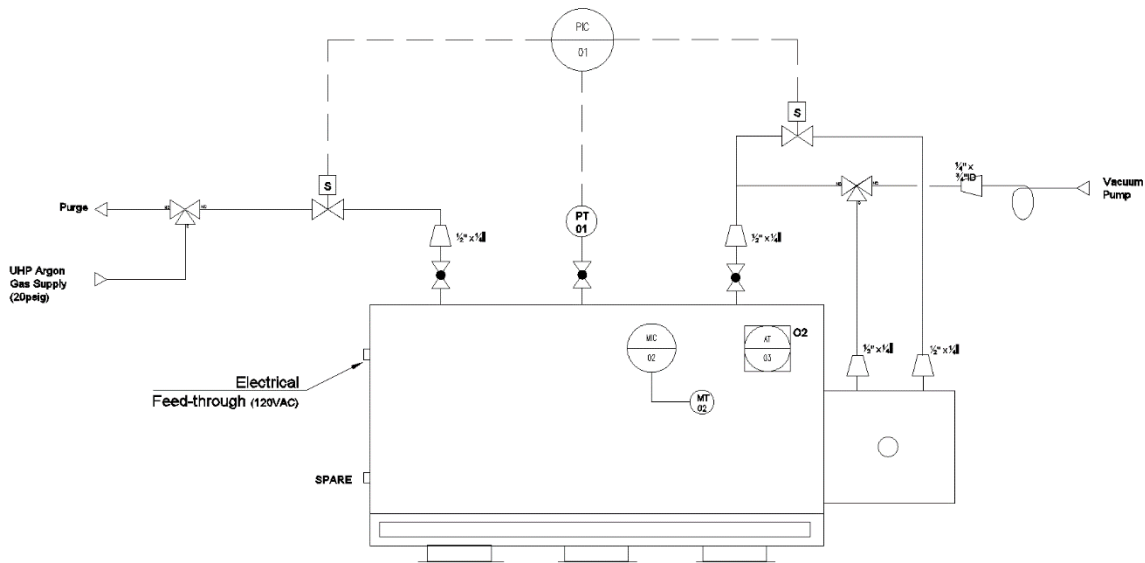 PIC
01
S
S
¼" x
¾"ID
Vacuum
Pump
Purge
S
PT
01
½" x ¼
½" x ¼
UHP Argon
Gas Supply
(20psig)
MIC
02
AT
03
O2
½" x ¼
½" x ¼
Electrical
Feed-through (120VAC)
MT
02
SPARE